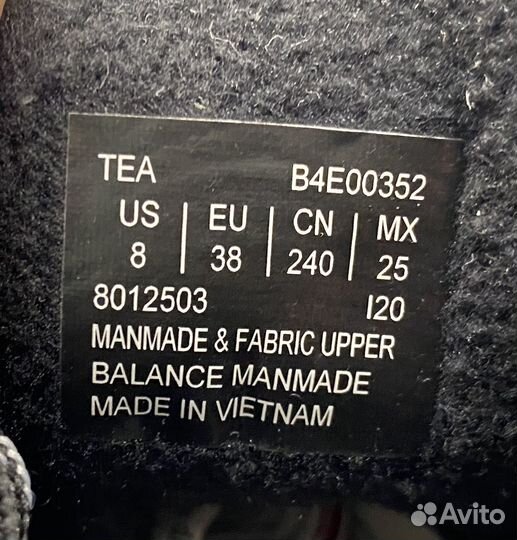 TEA B4E00352
US | EU | CN | MX
8 | 38 | 240 | 25
8012503 I20
MANMADE & FABRIC UPPER
BALANCE MANMADE
MADE IN VIETNAM
Avito